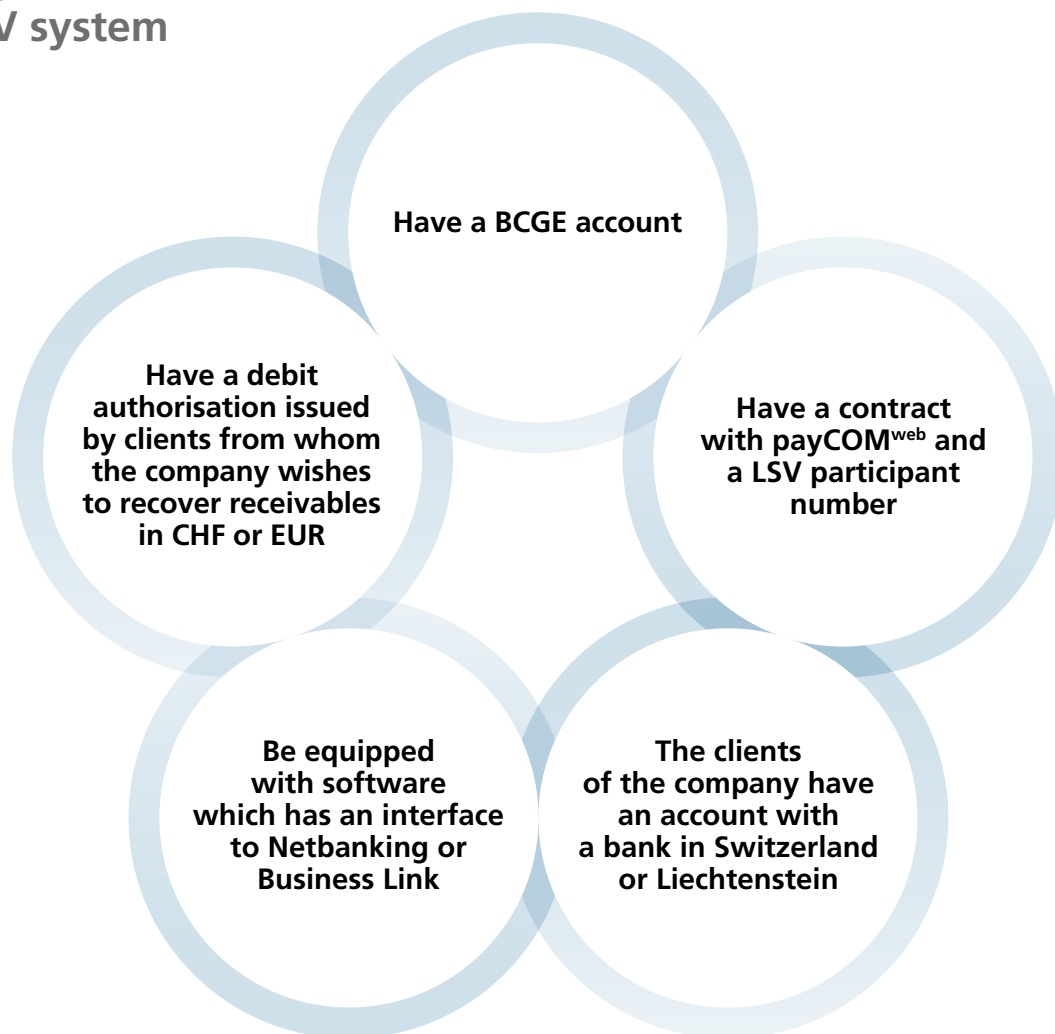 V system
Have a BCGE account
Have a debit
authorisation issued
by clients from whom
the company wishes
to recover receivables
in CHF or EUR
Have a contract
with payCOMweb and
a LSV participant
number
Be equipped
with software
which has an interface
to Netbanking or
Business Link
The clients
of the company have
an account with
a bank in Switzerland
or Liechtenstein